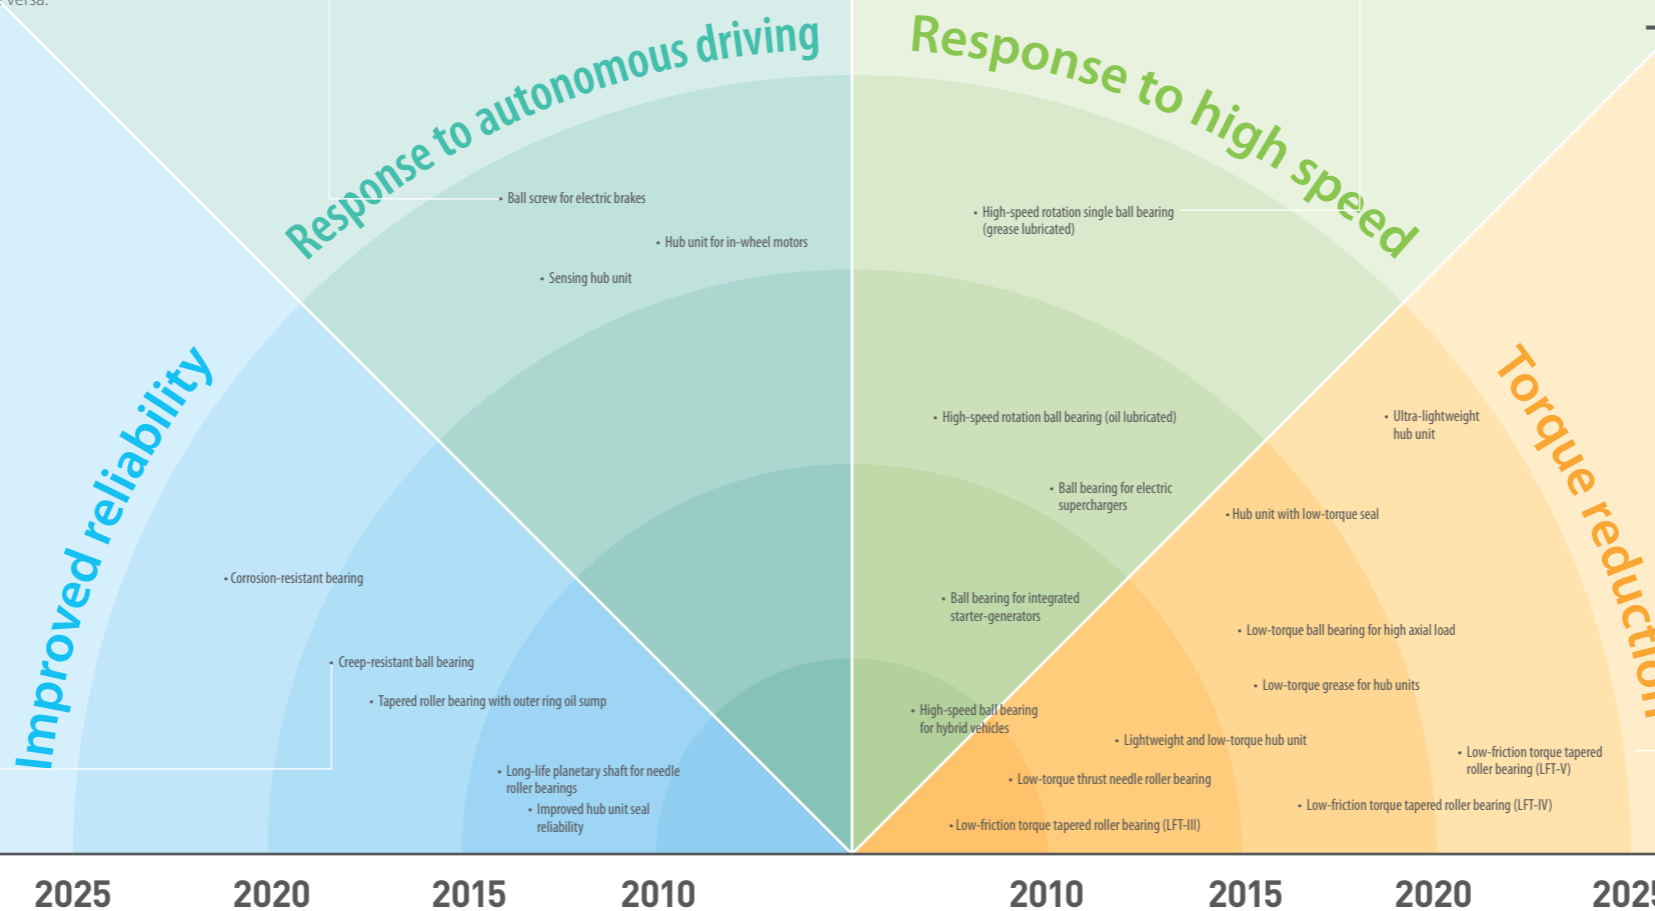 versa.
Response to autonomous driving
Response to high speed
• Ball screw for electric brakes
• Hub unit for in-wheel motors
• Sensing hub unit
• High-speed rotation single ball bearing
(grease lubricated)
• High-speed rotation ball bearing (oil lubricated)
• Ball bearing for electric
superchargers
• Ball bearing for integrated
starter-generators
• High-speed ball bearing
for hybrid vehicles
Improved reliability
• Corrosion-resistant bearing
• Creep-resistant ball bearing
• Tapered roller bearing with outer ring oil sump
• Long-life planetary shaft for needle
roller bearings
• Improved hub unit seal
reliability
Torque reduction
• Ultra-lightweight
hub unit
• Hub unit with low-torque seal
• Low-torque ball bearing for high axial load
• Low-torque grease for hub units
• Lightweight and low-torque hub unit
• Low-friction torque tapered
roller bearing (LFT-V)
• Low-torque thrust needle roller bearing
• Low-friction torque tapered roller bearing (LFT-IV)
• Low-friction torque tapered roller bearing (LFT-III)
2025 2020 2015 2010 2010 2015 2020 2025